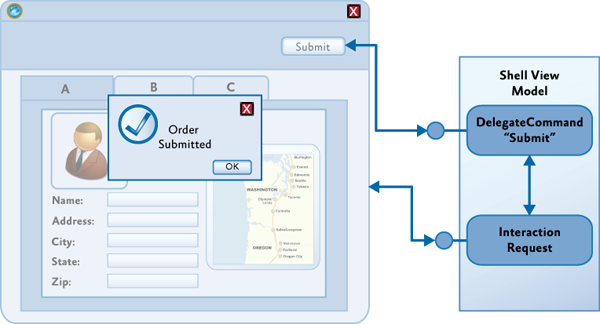 Submit
A
B
C
Order
Submitted
OK
Name:
Address:
City:
State:
Zip:
WASHINGTON
OREGON
Shell View
Model
DelegateCommand
“Submit”
Interaction
Request